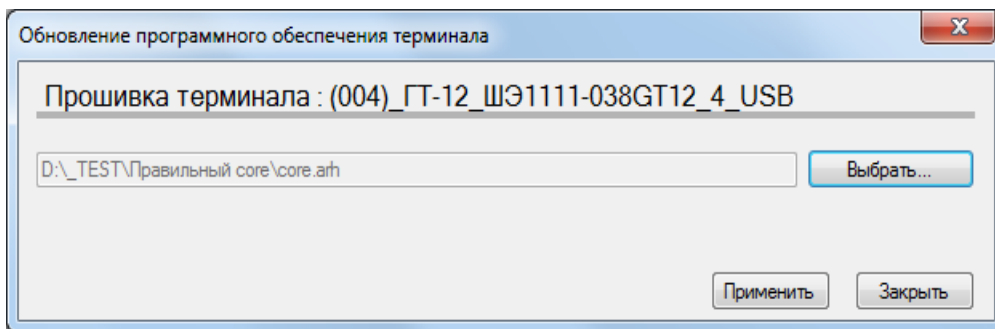 Обновление программного обеспечения терминала
Прошивка терминала : (004)_ГТ-12_ШЭ1111-038GT12_4_USB
D:\_TEST\Правильный core\core.arh
Выбрать...
Применить
Закрыть